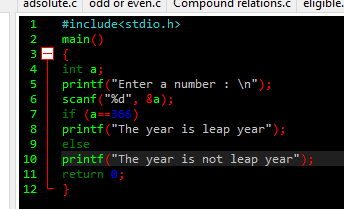 adsolute.c odd or even.c Compound relations.c eligible.
1 #include<stdio.h>
2 main()
3 {
4 int a;
5 printf("Enter a number : \n");
6 scanf("%d", &a);
7 if (a==366)
8 printf("The year is leap year");
9 else
10 printf("The year is not leap year");
11 return 0;
12 }